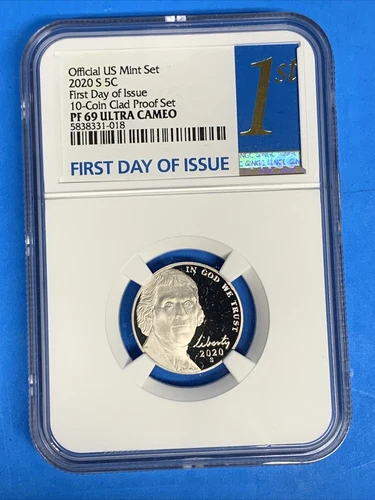 Official US Mint Set
2020 S 5C
First Day of Issue
10-Coin Clad Proof Set
PF 69 ULTRA CAMEO
5838331-018
1st
FIRST DAY OF ISSUE
IN GOD WE TRUST
Liberty
2020
S